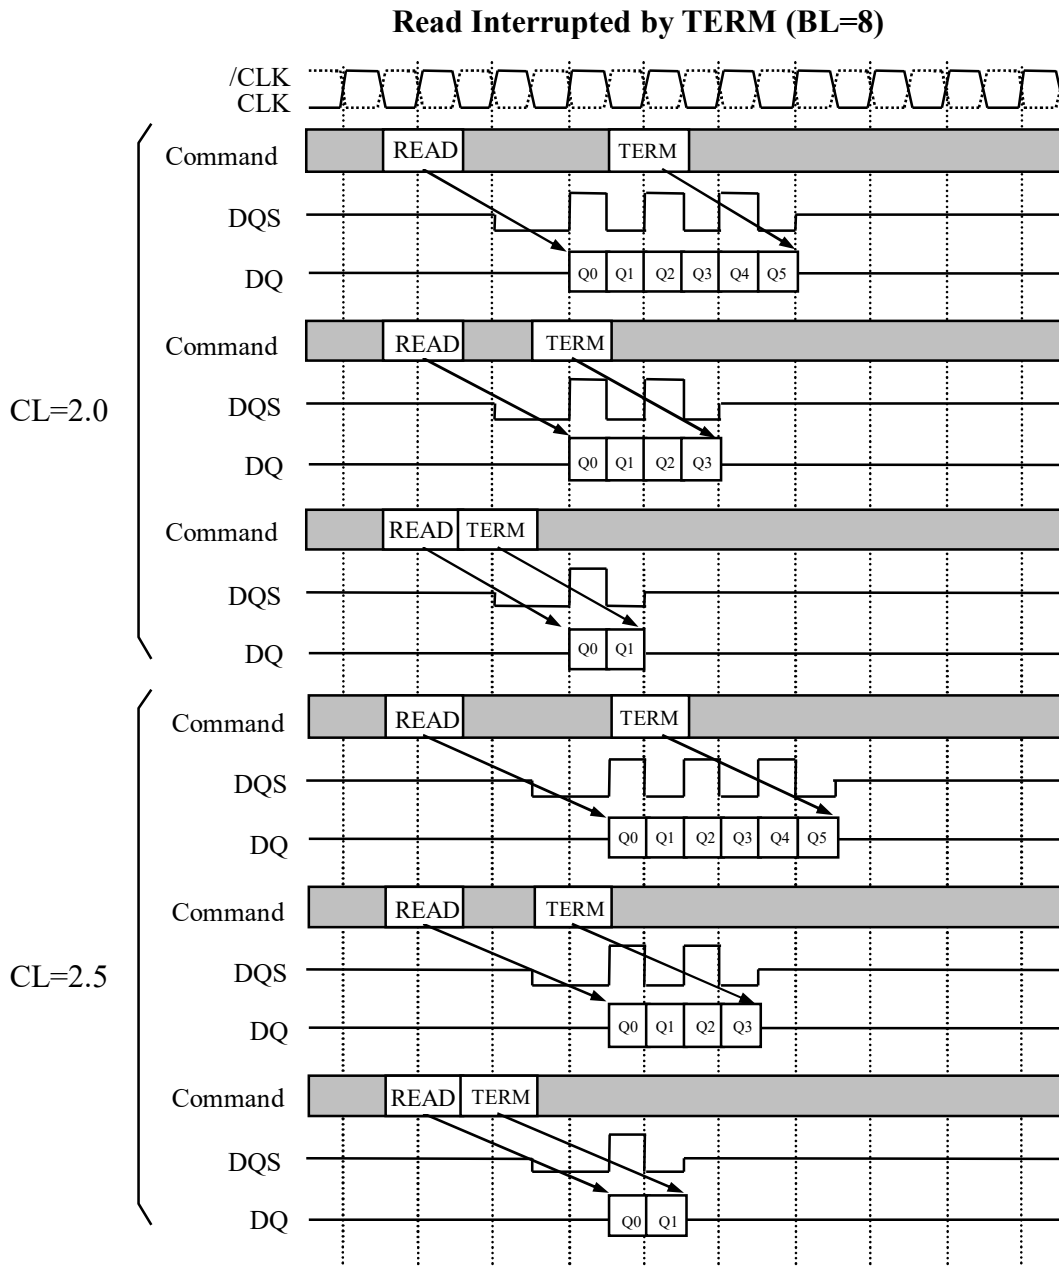 Read Interrupted by TERM (BL=8)
/CLK
CLK
Command READ TERM
DQS
DQ Q0 Q1 Q2 Q3 Q4 Q5
Command READ TERM
CL=2.0
DQS
DQ Q0 Q1 Q2 Q3
Command READ TERM
DQS
DQ Q0 Q1
Command READ TERM
DQS
DQ Q0 Q1 Q2 Q3 Q4 Q5
Command READ TERM
CL=2.5
DQS
DQ Q0 Q1 Q2 Q3
Command READ TERM
DQS
DQ Q0 Q1